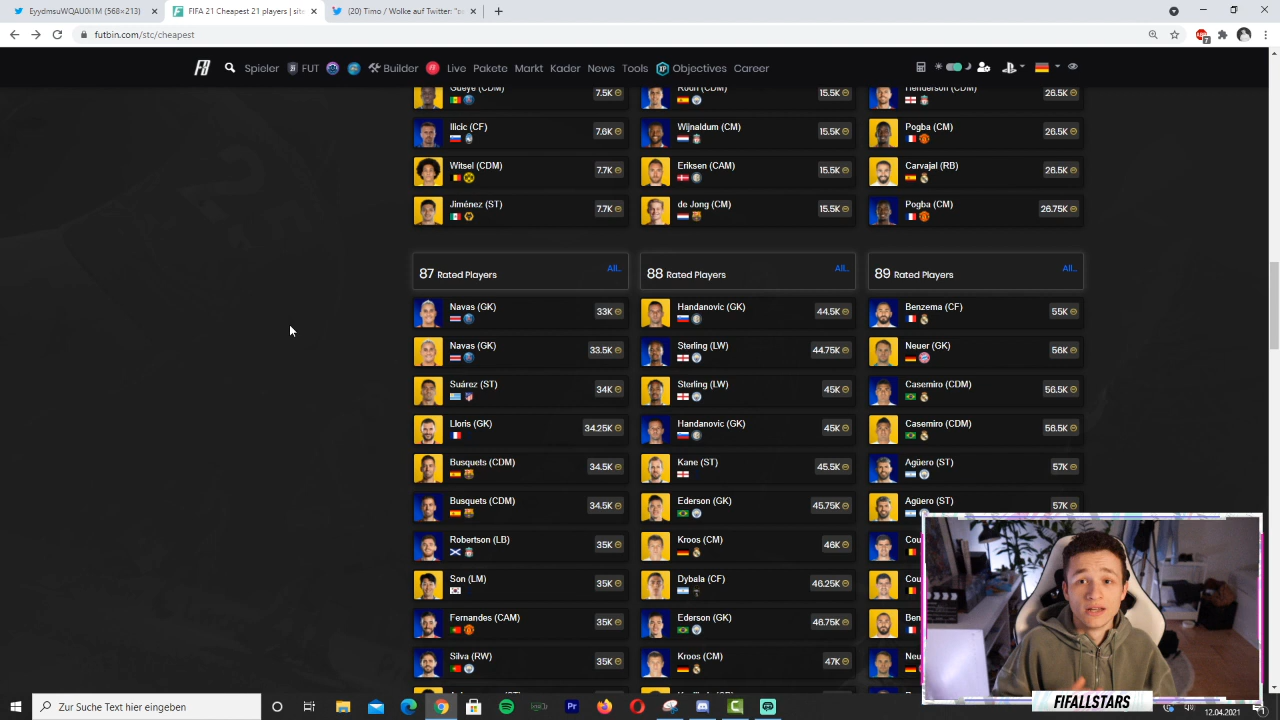 EyydmsuWQAU0i1M (568×213)
FIFA 21 Cheapest 21 players | site
(20) Timo / Wolke auf Twitter: "
futbin.com/stc/cheapest
7
Spieler FUT Builder Live Pakete Markt Kader News Tools Objectives Career
Gueye (CDM) 7.5K
Rodri (CDM) 15.5K
Henderson (CDM) 26.5K
Ilicic (CF) 7.6K
Wijnaldum (CM) 15.5K
Pogba (CM) 26.5K
Witsel (CDM) 7.7K
Eriksen (CAM) 15.5K
Carvajal (RB) 26.5K
Jiménez (ST) 7.7K
de Jong (CM) 15.5K
Pogba (CM) 26.75K
87 Rated Players All..
88 Rated Players All..
89 Rated Players All..
Navas (GK) 33K
Handanovic (GK) 44.5K
Benzema (CF) 55K
Navas (GK) 33.5K
Sterling (LW) 44.75K
Neuer (GK) 56K
Suárez (ST) 34K
Sterling (LW) 45K
Casemiro (CDM) 56.5K
Lloris (GK) 34.25K
Handanovic (GK) 45K
Casemiro (CDM) 56.5K
Busquets (CDM) 34.5K
Kane (ST) 45.5K
Agüero (ST) 57K
Busquets (CDM) 34.5K
Ederson (GK) 45.75K
Agüero (ST) 57K
Robertson (LB) 35K
Kroos (CM) 46K
Cou
Son (LM) 35K
Dybala (CF) 46.25K
Cou
Fernandes (CAM) 35K
Ederson (GK) 46.75K
Ben
Silva (RW) 35K
Kroos (CM) 47K
Neu
FIFALLSTARS
Zur Suche Text hier eingeben
12.04.2021
1